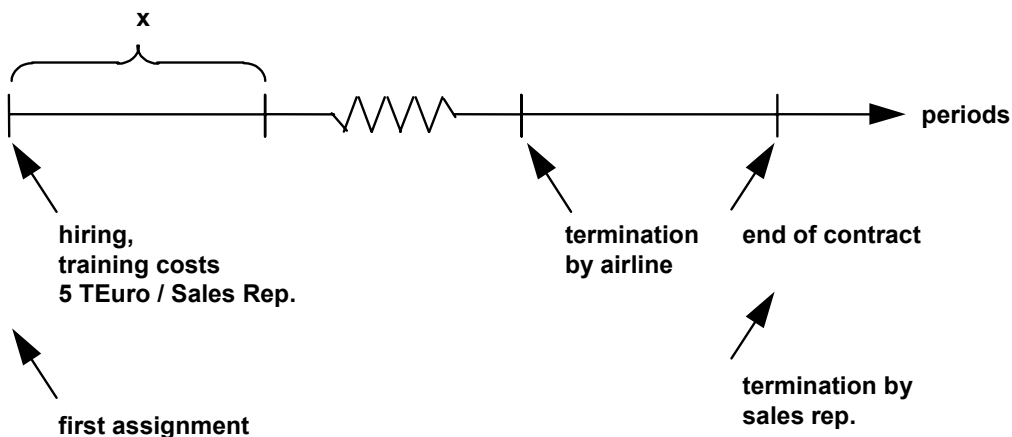 x
periods
hiring,
training costs
5 TEuro / Sales Rep.
termination
by airline
end of contract
first assignment
termination by
sales rep.